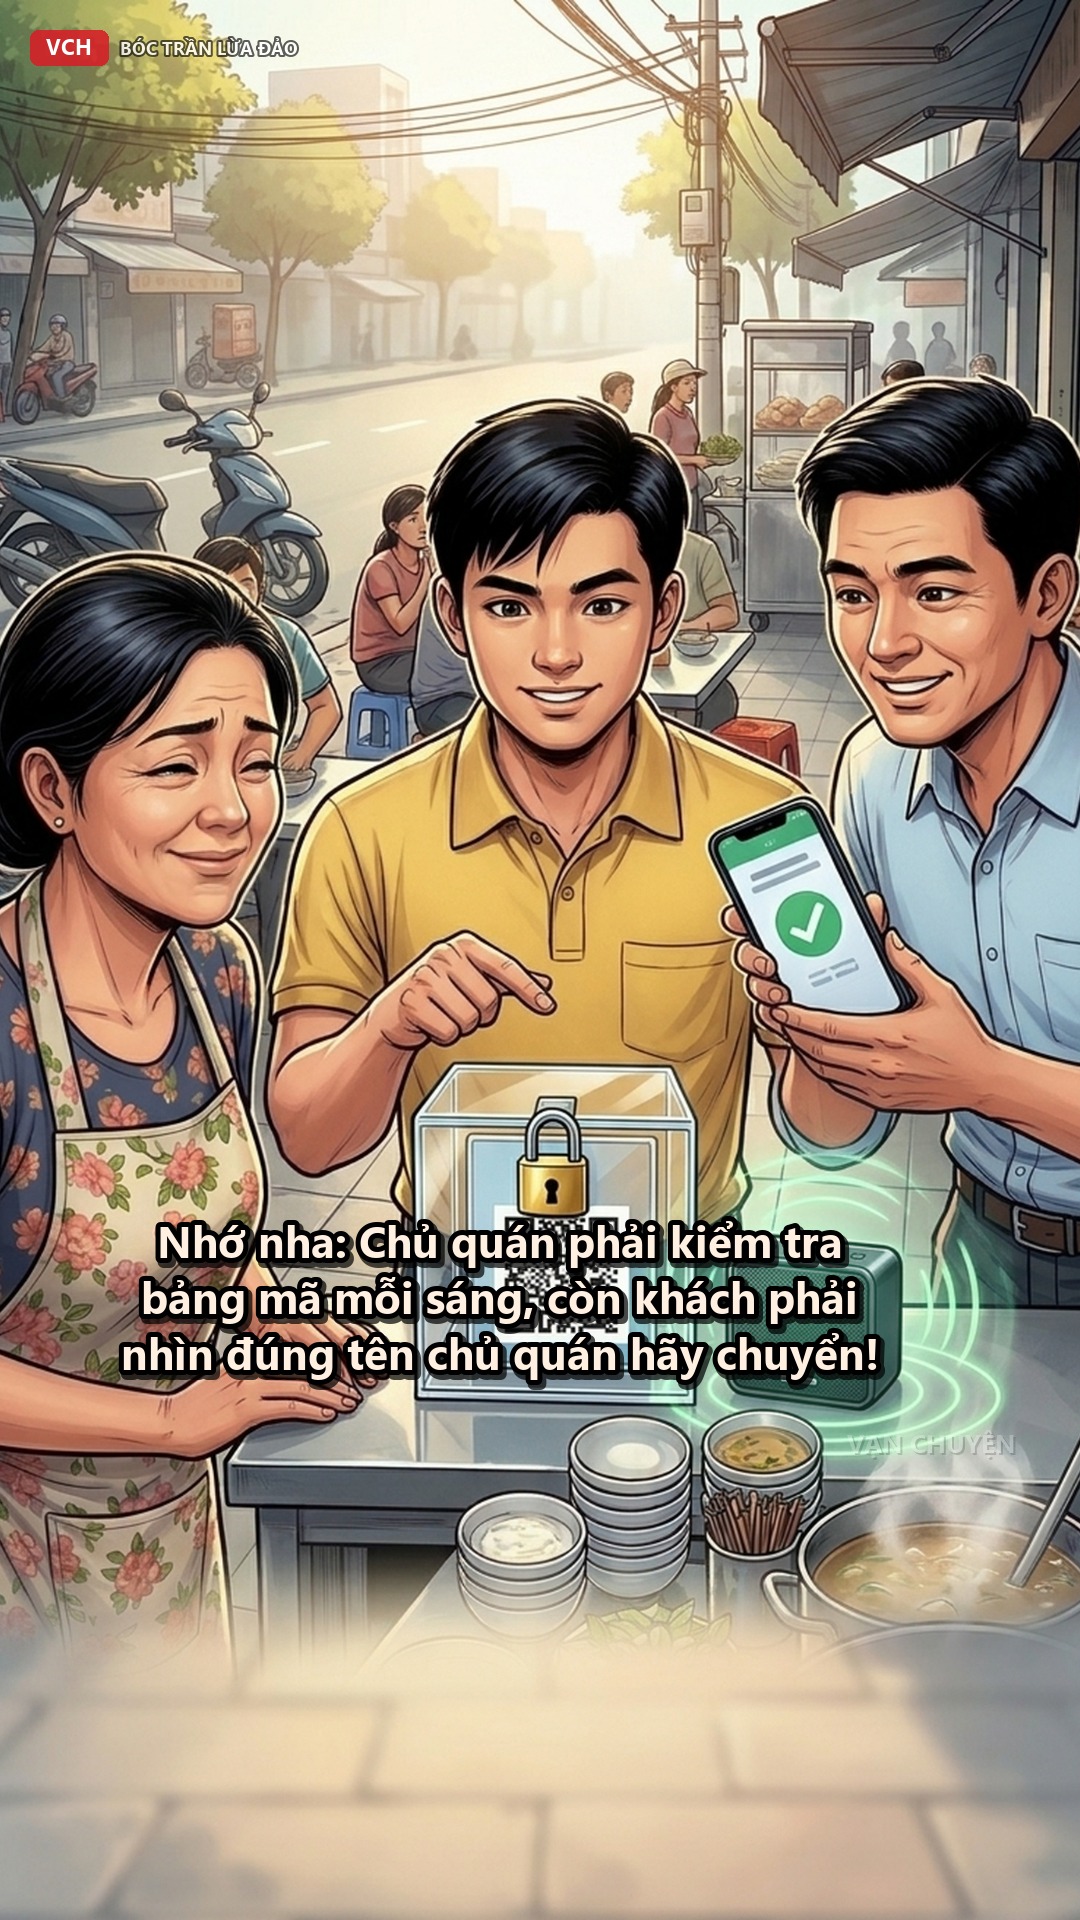 VCH BÓC TRẦN LỪA ĐẢO
Nhớ nha: Chủ quán phải kiểm tra
bảng mã mỗi sáng, còn khách phải
nhìn đúng tên chủ quán hãy chuyển!
VẠN CHUYỆN